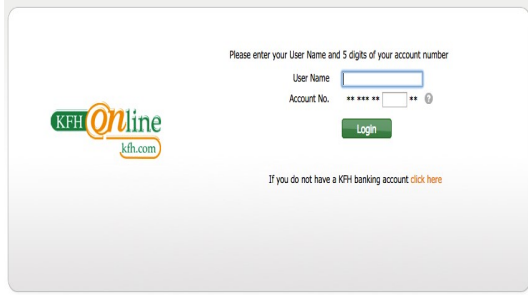 Please enter your User Name and 5 digits of your account number
User Name
Account No. ** *** ** ** ?
Login
KFH Online
kfh.com
If you do not have a KFH banking account click here